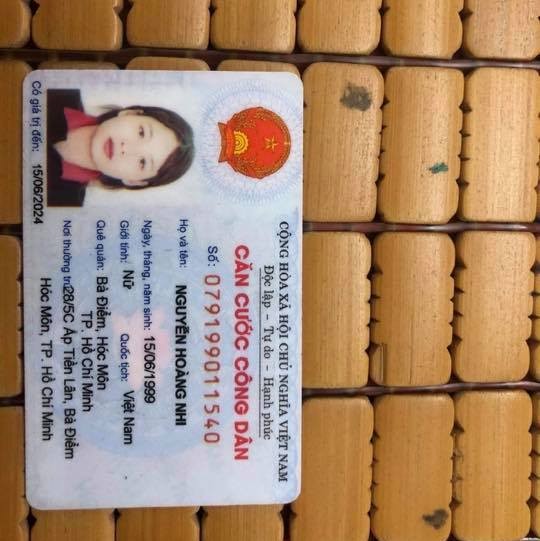 CỘNG HÒA XÃ HỘI CHỦ NGHĨA VIỆT NAM
Độc lập - Tự do - Hạnh phúc
CĂN CƯỚC CÔNG DÂN
Số: 079199011540
Họ và tên: NGUYỄN HOÀNG NHI
Ngày, tháng, năm sinh: 15/06/1999
Giới tính: Nữ Quốc tịch: Việt Nam
Quê quán: Bà Điểm, Hóc Môn
TP. Hồ Chí Minh
Nơi thường trú: 28/5C Ấp Tiền Lân, Bà Điểm
Hóc Môn, TP. Hồ Chí Minh
Có giá trị đến: 15/06/2024